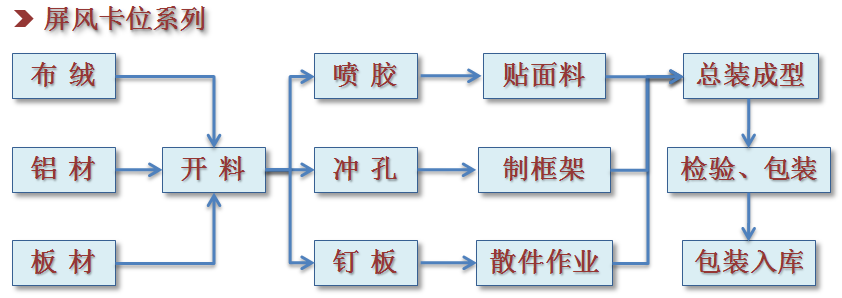 屏风卡位系列
布 绒
喷 胶
贴面料
总装成型
铝 材
开 料
冲 孔
制框架
检验、包装
板 材
钉 板
散件作业
包装入库